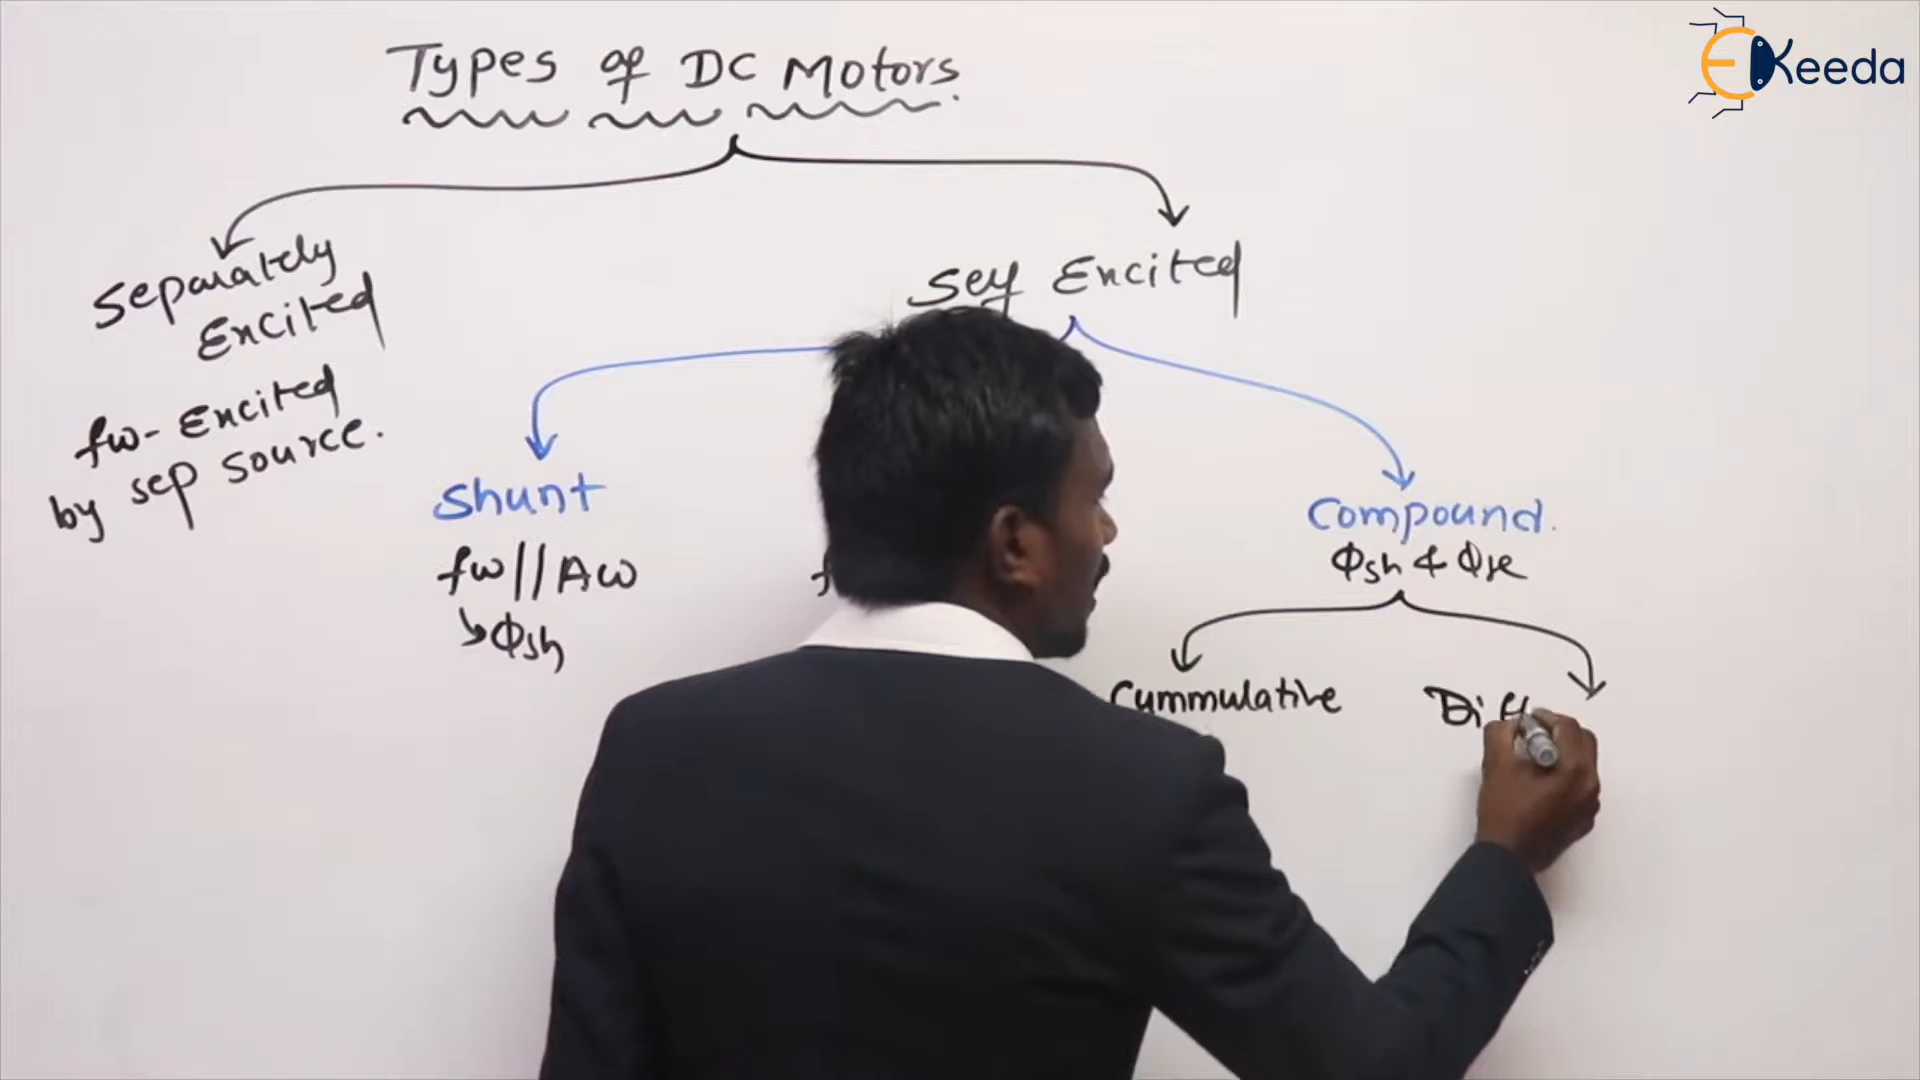 Types of DC Motors.
EKeeda
Separately
Excited
fw- Excited
by sep source.
Self Excited
Shunt
fw//Aw
↳Φsh
f
Compound.
Φsh & Φse
Cummulative
Diff